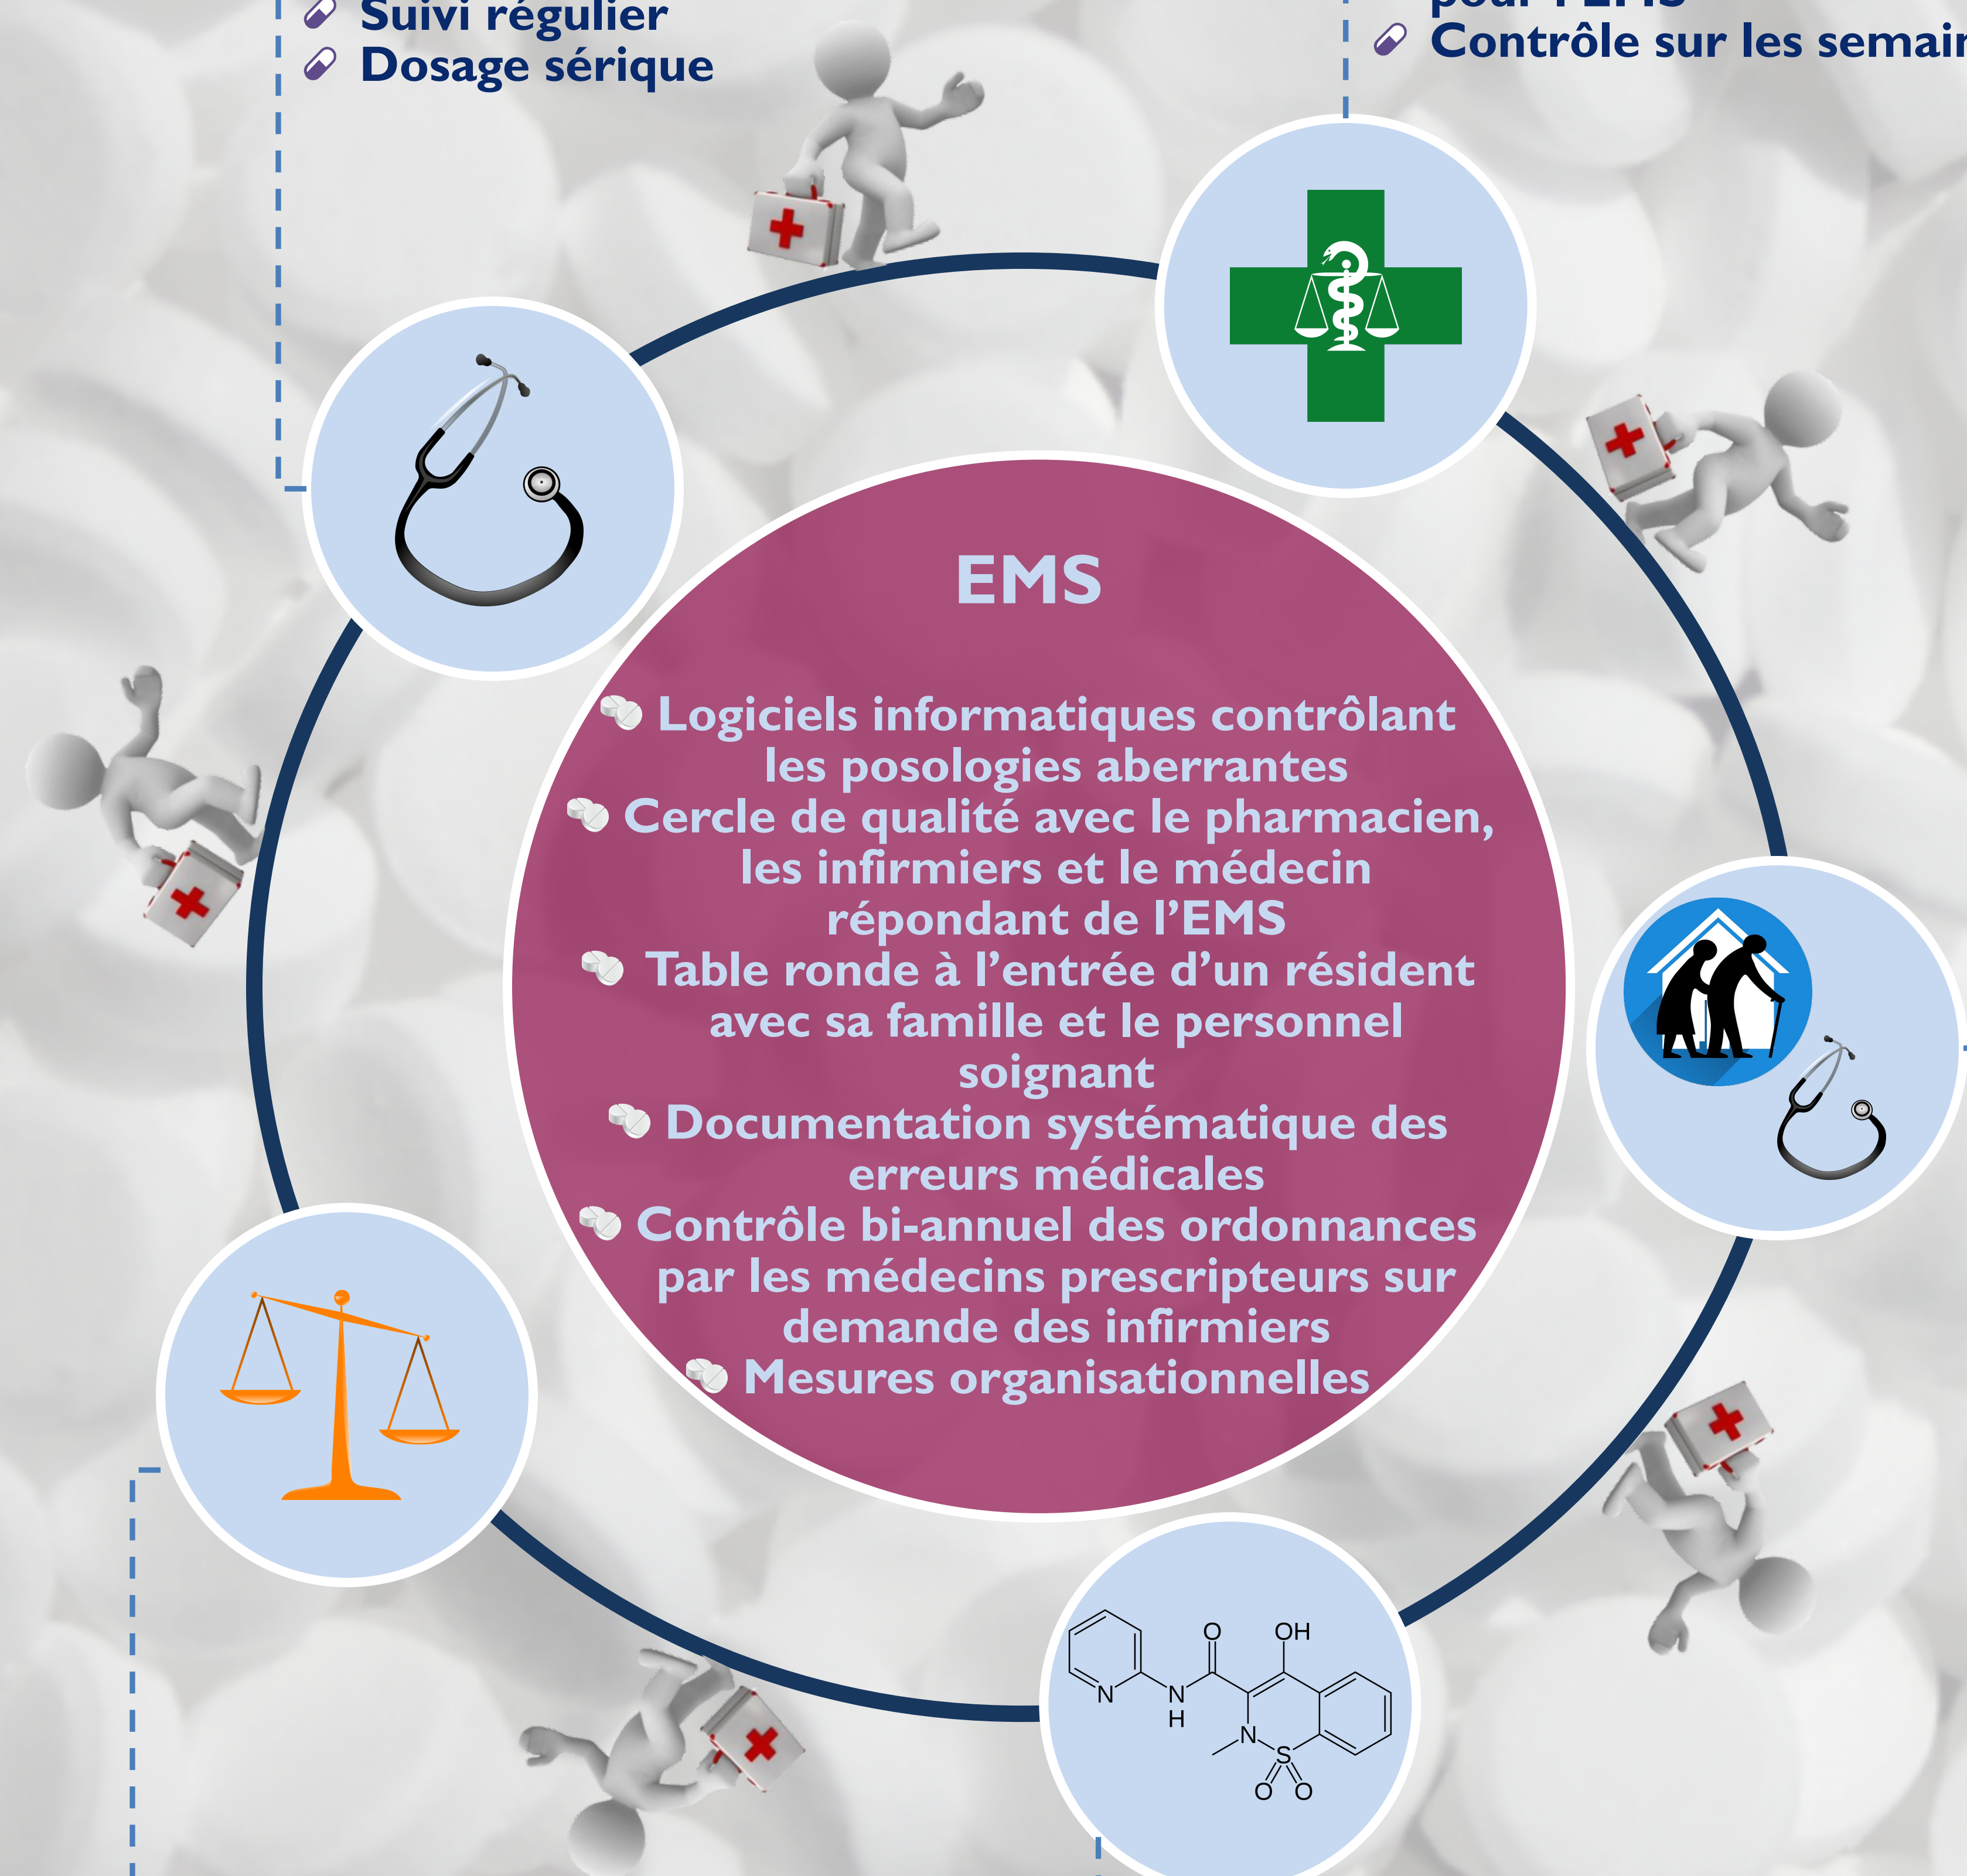 Suivi régulier
Dosage sérique
pour l'EMS
Contrôle sur les
EMS
Logiciels informatiques contrôlant
les posologies aberrantes
Cercle de qualité avec le pharmacien,
les infirmiers et le médecin
répondant de l’EMS
Table ronde à l’entrée d’un résident
avec sa famille et le personnel
soignant
Documentation systématique des
erreurs médicales
Contrôle bi-annuel des ordonnances
par les médecins prescripteurs sur
demande des infirmiers
Mesures organisationnelles
O
OH
N
N
H
N
S
O
O